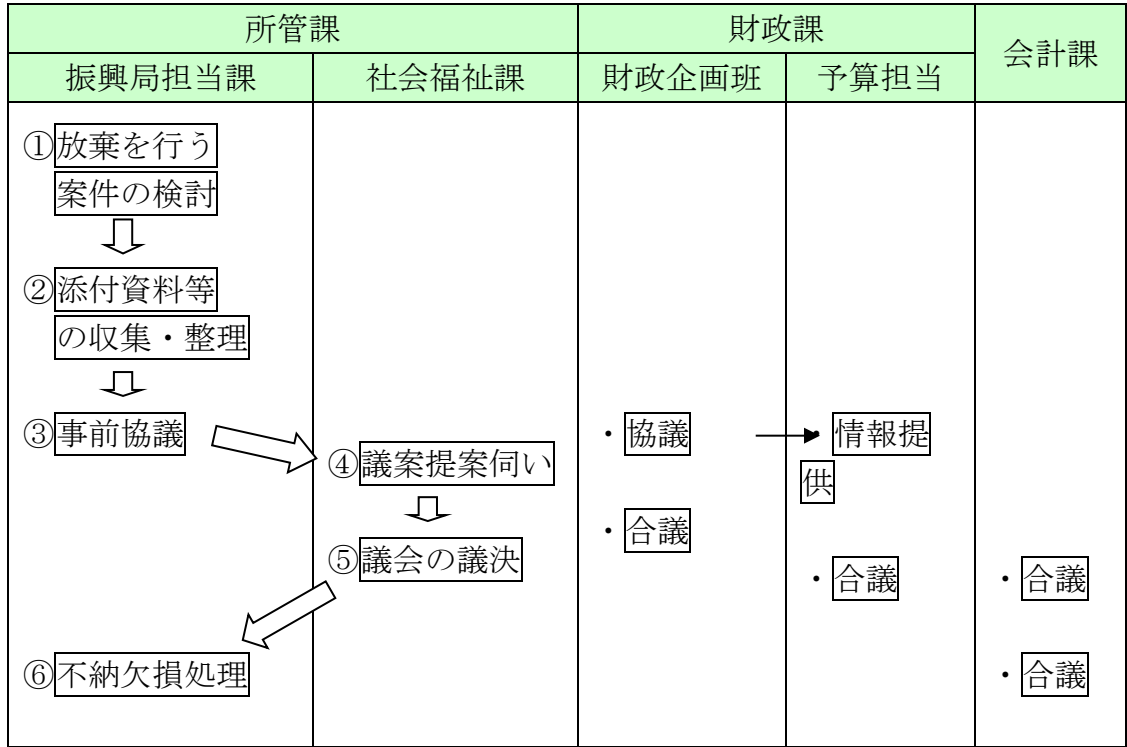 所管課
財政課
会計課
振興局担当課
社会福祉課
財政企画班
予算担当
①放棄を行う
案件の検討
②添付資料等
の収集・整理
③事前協議
④議案提案伺い
⑤議会の議決
⑥不納欠損処理
・協議
・合議
・情報提
供
・合議
・合議
・合議